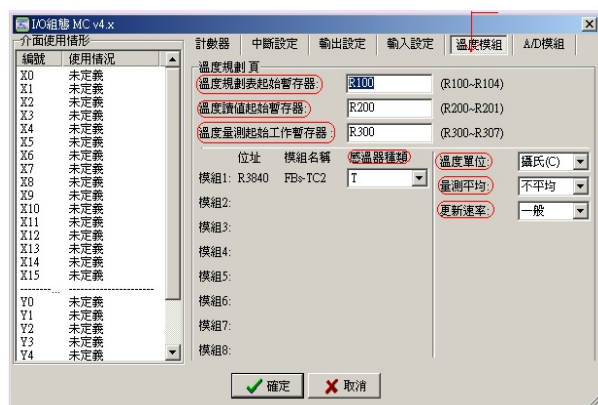 I/O組態 MC v4.x
介面使用情形
編號 使用情況
X0 未定義
X1 未定義
X2 未定義
X3 未定義
X4 未定義
X5 未定義
X6 未定義
X7 未定義
X8 未定義
X9 未定義
X10 未定義
X11 未定義
X12 未定義
X13 未定義
X14 未定義
X15 未定義
--------... --------------------
Y0 未定義
Y1 未定義
Y2 未定義
Y3 未定義
Y4 未定義
計數器 中斷設定 輸出設定 輸入設定 溫度模組 A/D模組
溫度規劃 頁
溫度規劃表起始暫存器: R100 (R100~R104)
溫度讀值起始暫存器: R200 (R200~R201)
溫度量測起始工作暫存器: R300 (R300~R307)
位址 模組名稱 感溫器種類
模組1: R3840 FBs-TC2 T
模組2:
模組3:
模組4:
模組5:
模組6:
模組7:
模組8:
溫度單位: 攝氏(C)
量測平均: 不平均
更新速率: 一般
確定 取消